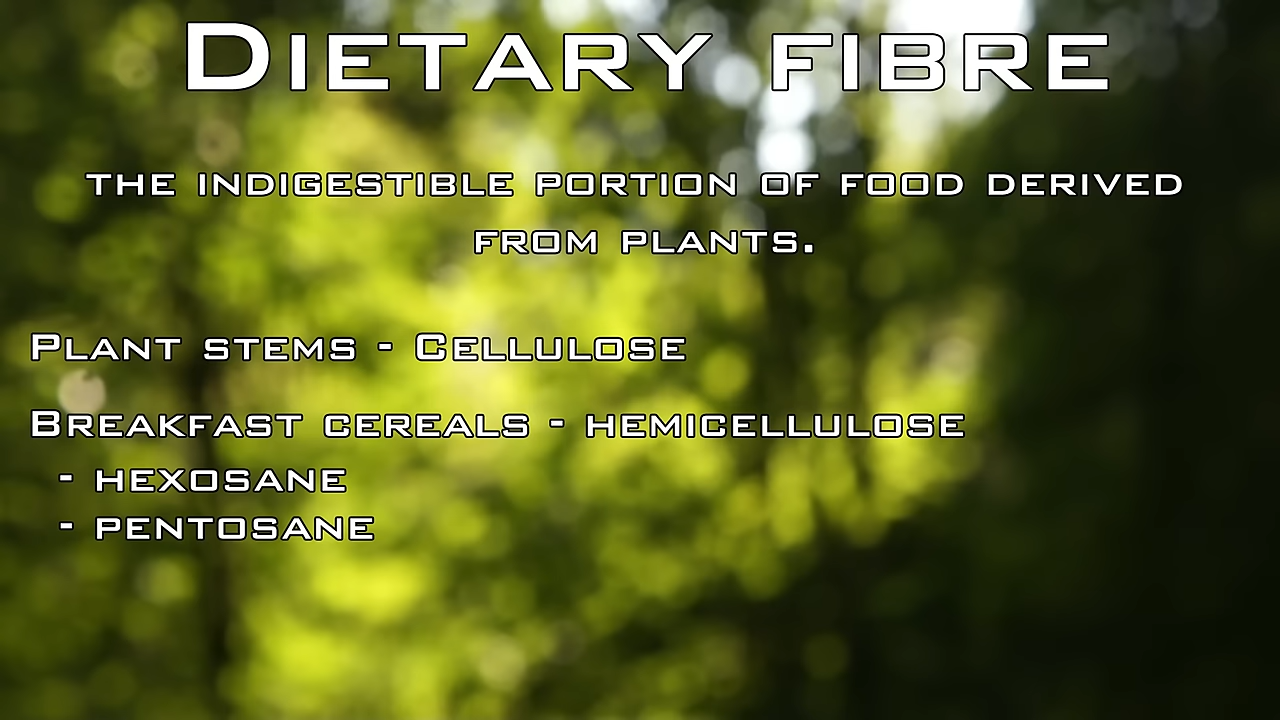 Dietary fibre
the indigestible portion of food derived
from plants.
Plant stems - Cellulose
Breakfast cereals - hemicellulose
- hexosane
- pentosane